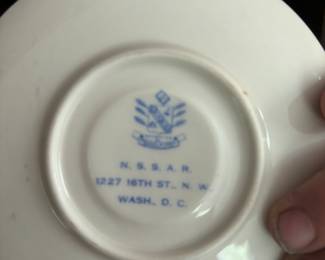 N. S. S. A. R.
1227 16TH ST., N. W.
WASH., D. C.